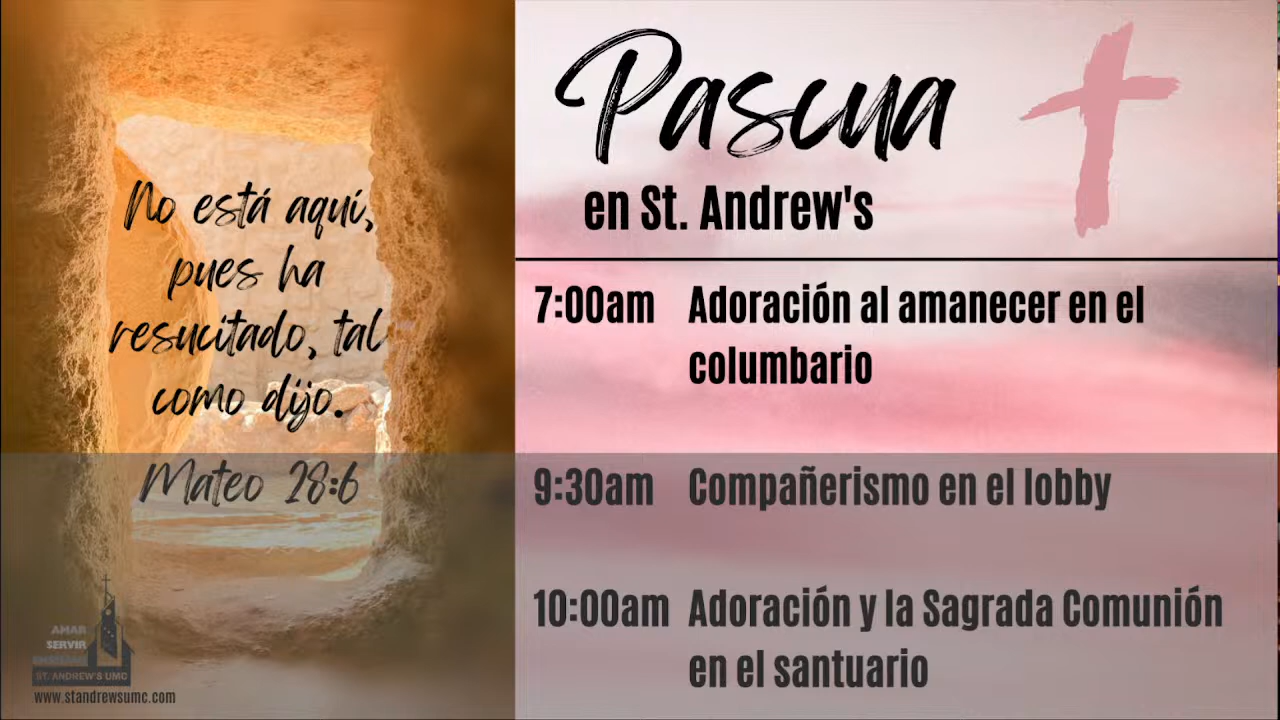 No está aquí,
pues ha
resucitado, tal
como dijo.
Mateo 28:6
AMAR
SERVIR
ST. ANDREW'S UMC
www.standrewsumc.com
Pascua
en St. Andrew's
7:00am Adoración al amanecer en el
columbario
9:30am Compañerismo en el lobby
10:00am Adoración y la Sagrada Comunión
en el santuario